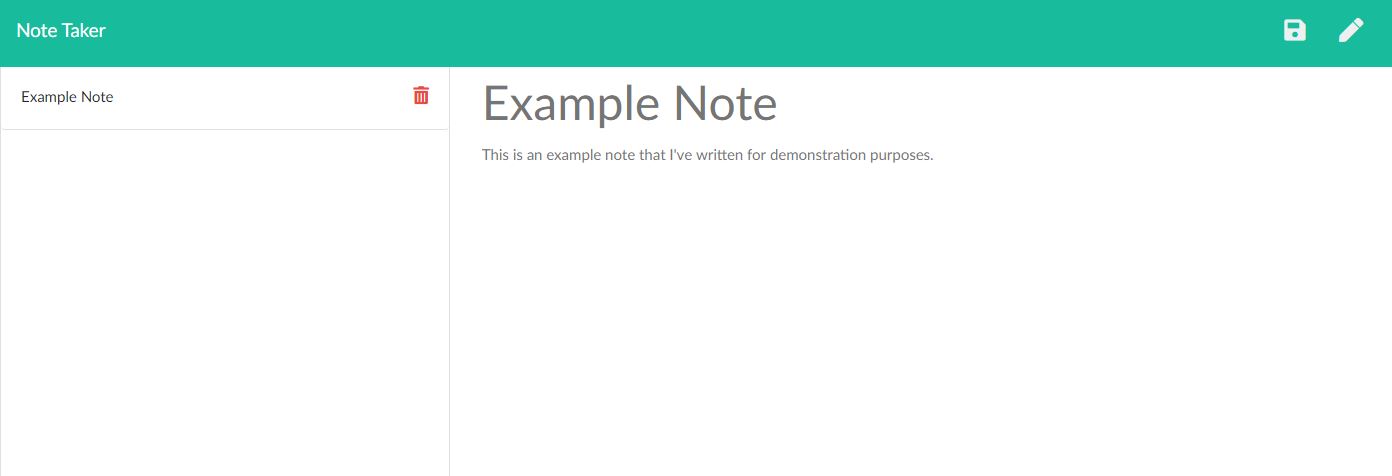 Note Taker
Example Note
Example Note
This is an example note that I've written for demonstration purposes.